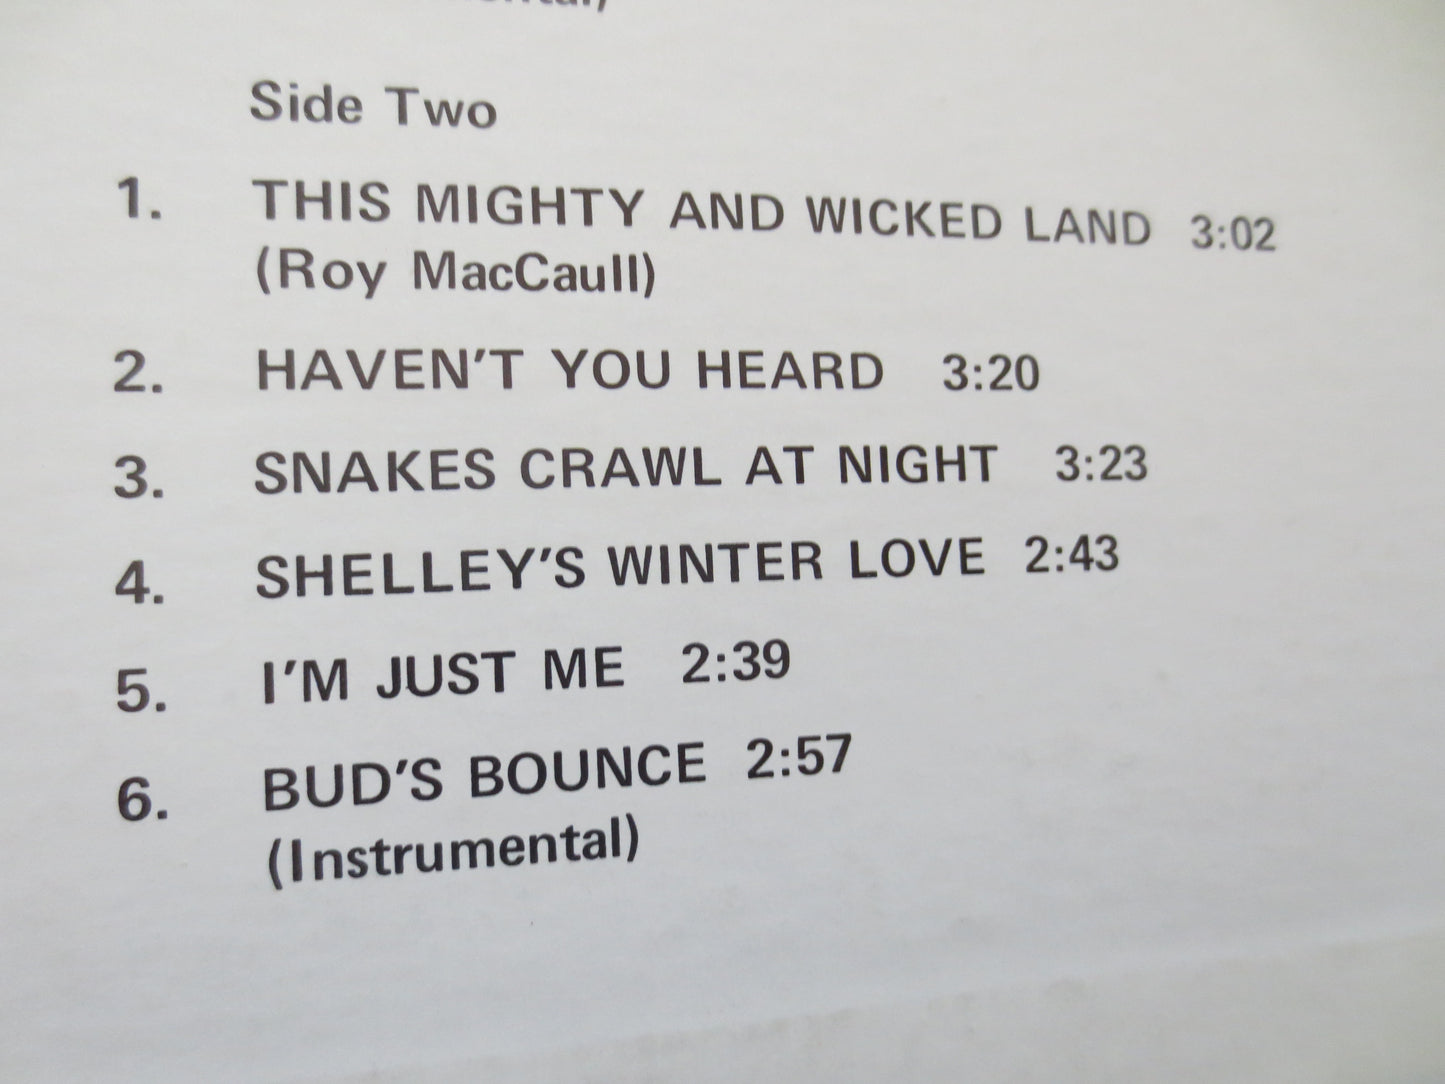 Side Two
1. THIS MIGHTY AND WICKED LAND 3:02
(Roy MacCaull)
2. HAVEN'T YOU HEARD 3:20
3. SNAKES CRAWL AT NIGHT 3:23
4. SHELLEY'S WINTER LOVE 2:43
5. I'M JUST ME 2:39
6. BUD'S BOUNCE 2:57
(Instrumental)